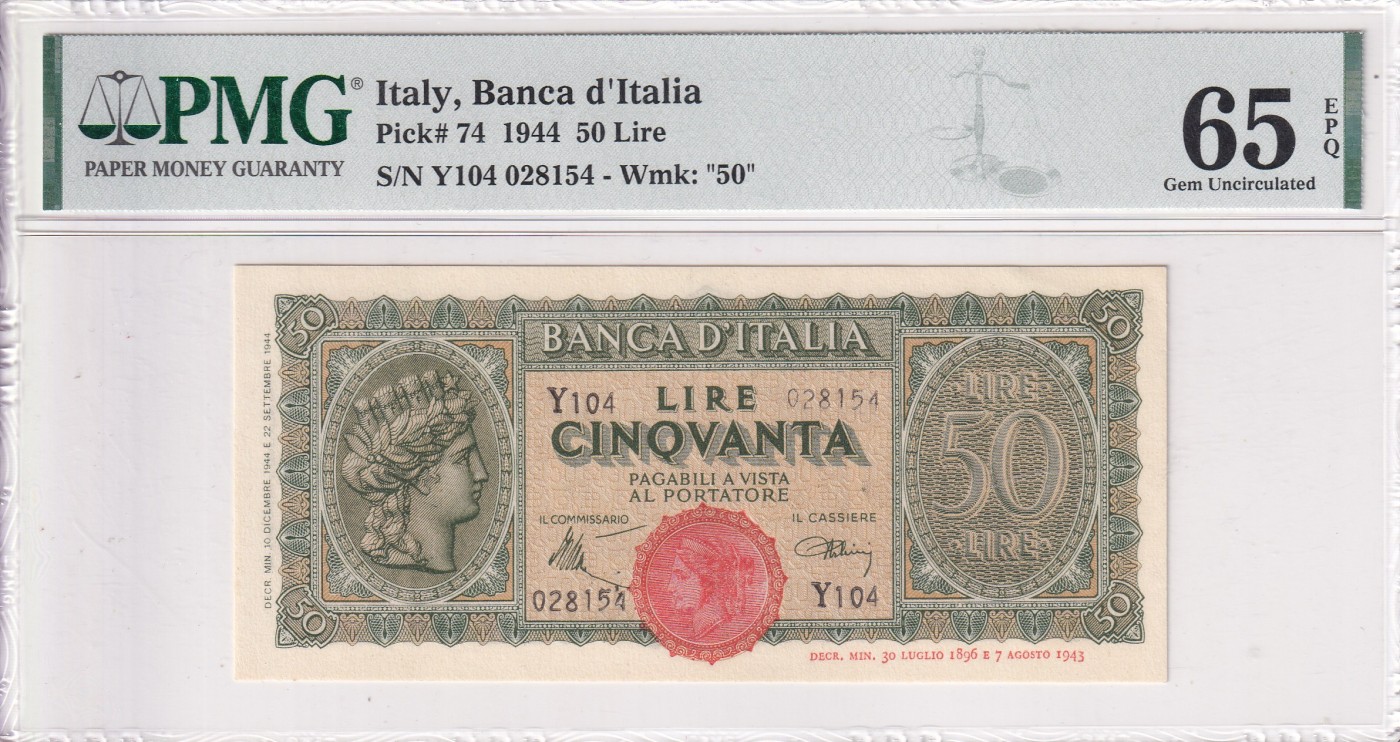 PMG®
PAPER MONEY GUARANTY
Italy, Banca d'Italia
Pick# 74 1944 50 Lire
S/N Y104 028154 - Wmk: "50"
65
EPQ
Gem Uncirculated
50
50
BANCA D'ITALIA
Y104 LIRE 028154
CINQVANTA
PAGABILI A VISTA
AL PORTATORE
IL COMMISSARIO
IL CASSIERE
028154
Y104
LIRE
50
LIRE
50
50
DECR. MIN. 30 DICEMBRE 1944 E 22 SETTEMBRE 1944
DECR. MIN. 30 LUGLIO 1896 E 7 AGOSTO 1943